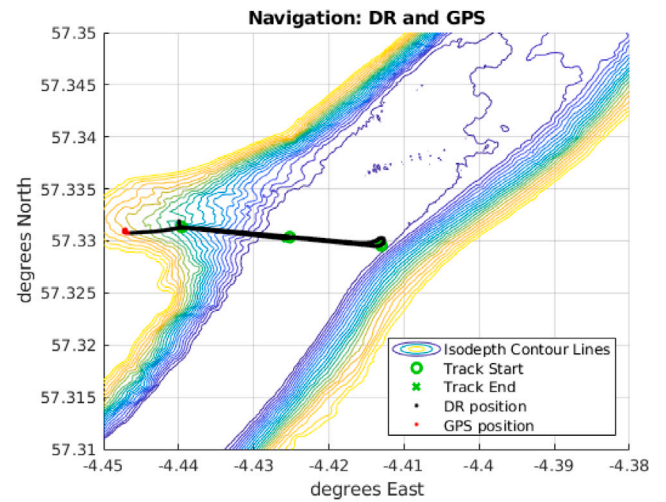 Navigation: DR and GPS
57.35
57.345
57.34
57.335
57.33
57.325
57.32
57.315
57.31
degrees North
Isodepth Contour Lines
Track Start
Track End
DR position
GPS position
-4.45 -4.44 -4.43 -4.42 -4.41 -4.4 -4.39 -4.38
degrees East